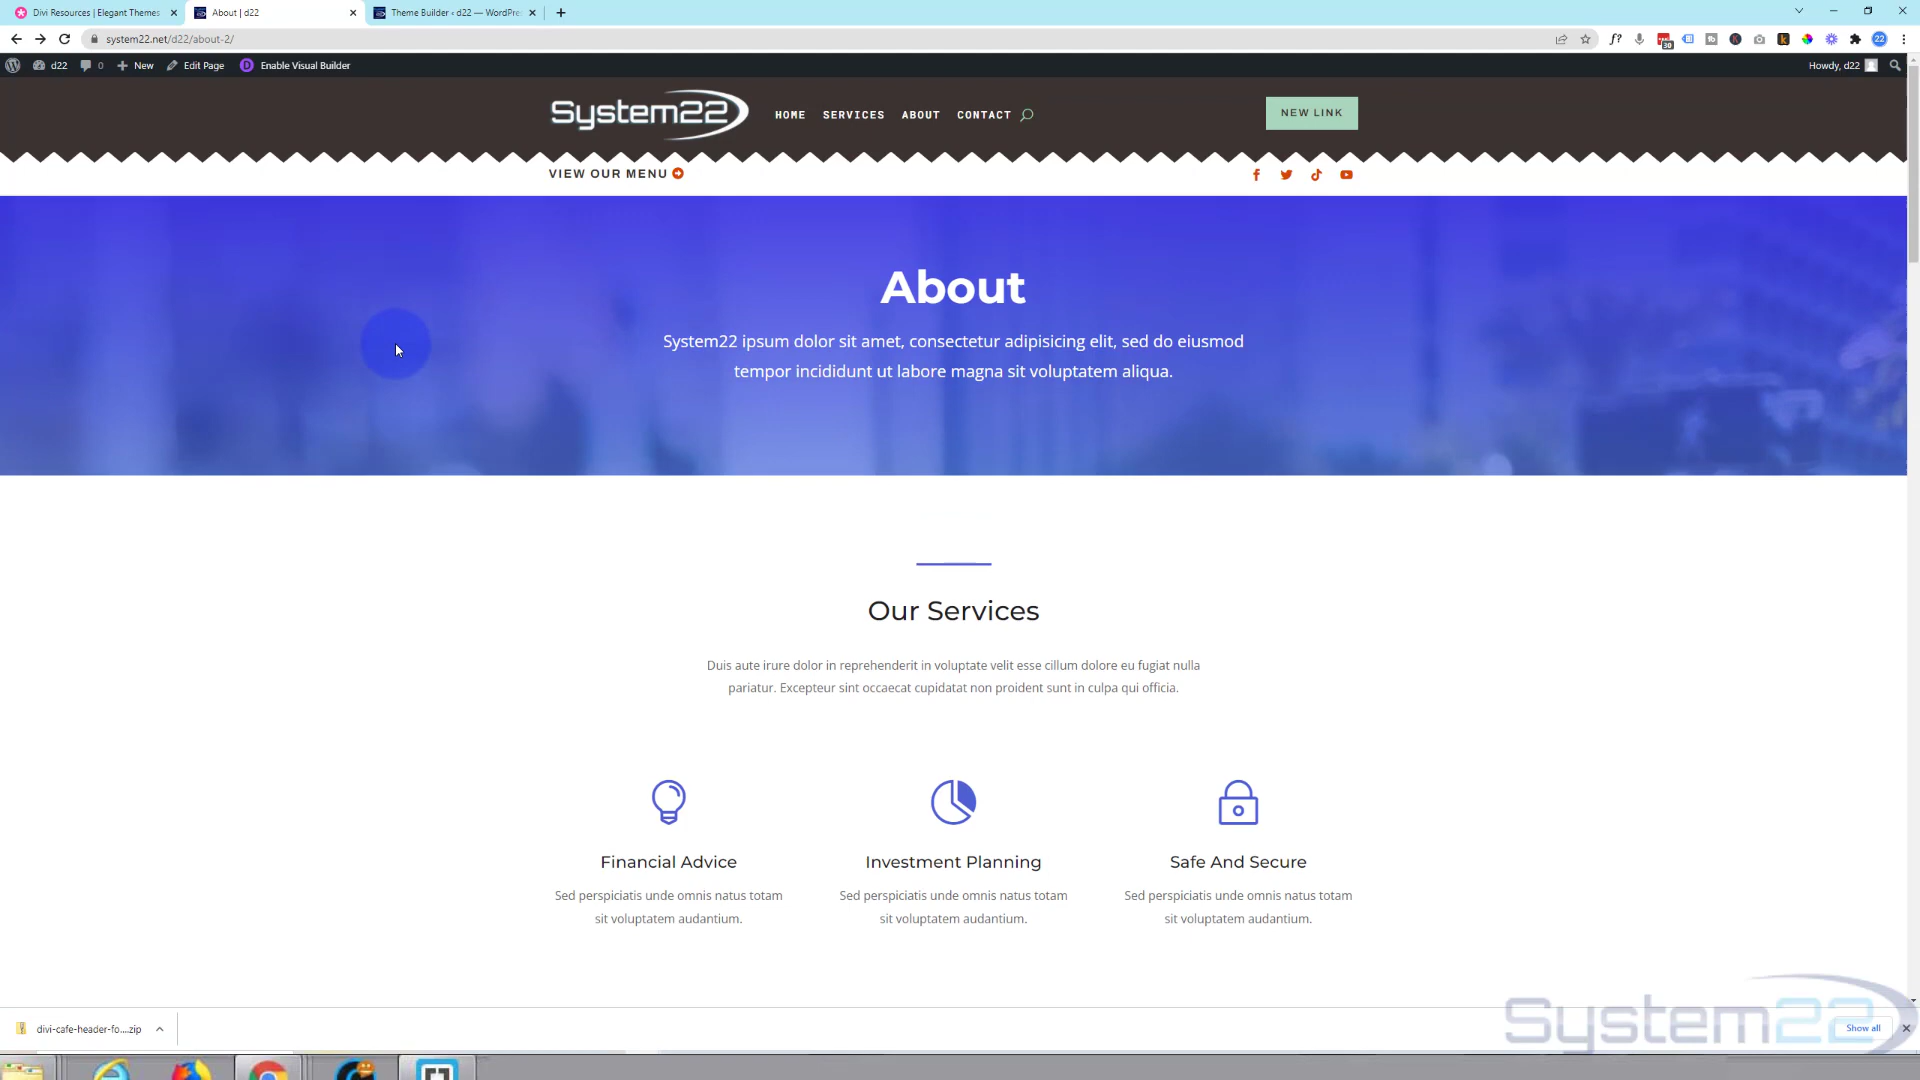 Divi Resources | Elegant Themes
About | d22
Theme Builder ‹ d22 — WordPre
system22.net/d22/about-2/
f?
30
22
d22
0
New
Edit Page
D
Enable Visual Builder
Howdy, d22
System22
HOME
SERVICES
ABOUT
CONTACT
NEW LINK
VIEW OUR MENU
About
System22 ipsum dolor sit amet, consectetur adipisicing elit, sed do eiusmod
tempor incididunt ut labore magna sit voluptatem aliqua.
Our Services
Duis aute irure dolor in reprehenderit in voluptate velit esse cillum dolore eu fugiat nulla
pariatur. Excepteur sint occaecat cupidatat non proident sunt in culpa qui officia.
Financial Advice
Investment Planning
Safe And Secure
Sed perspiciatis unde omnis natus totam
sit voluptatem audantium.
Sed perspiciatis unde omnis natus totam
sit voluptatem audantium.
Sed perspiciatis unde omnis natus totam
sit voluptatem audantium.
divi-cafe-header-fo....zip
Show all
System22